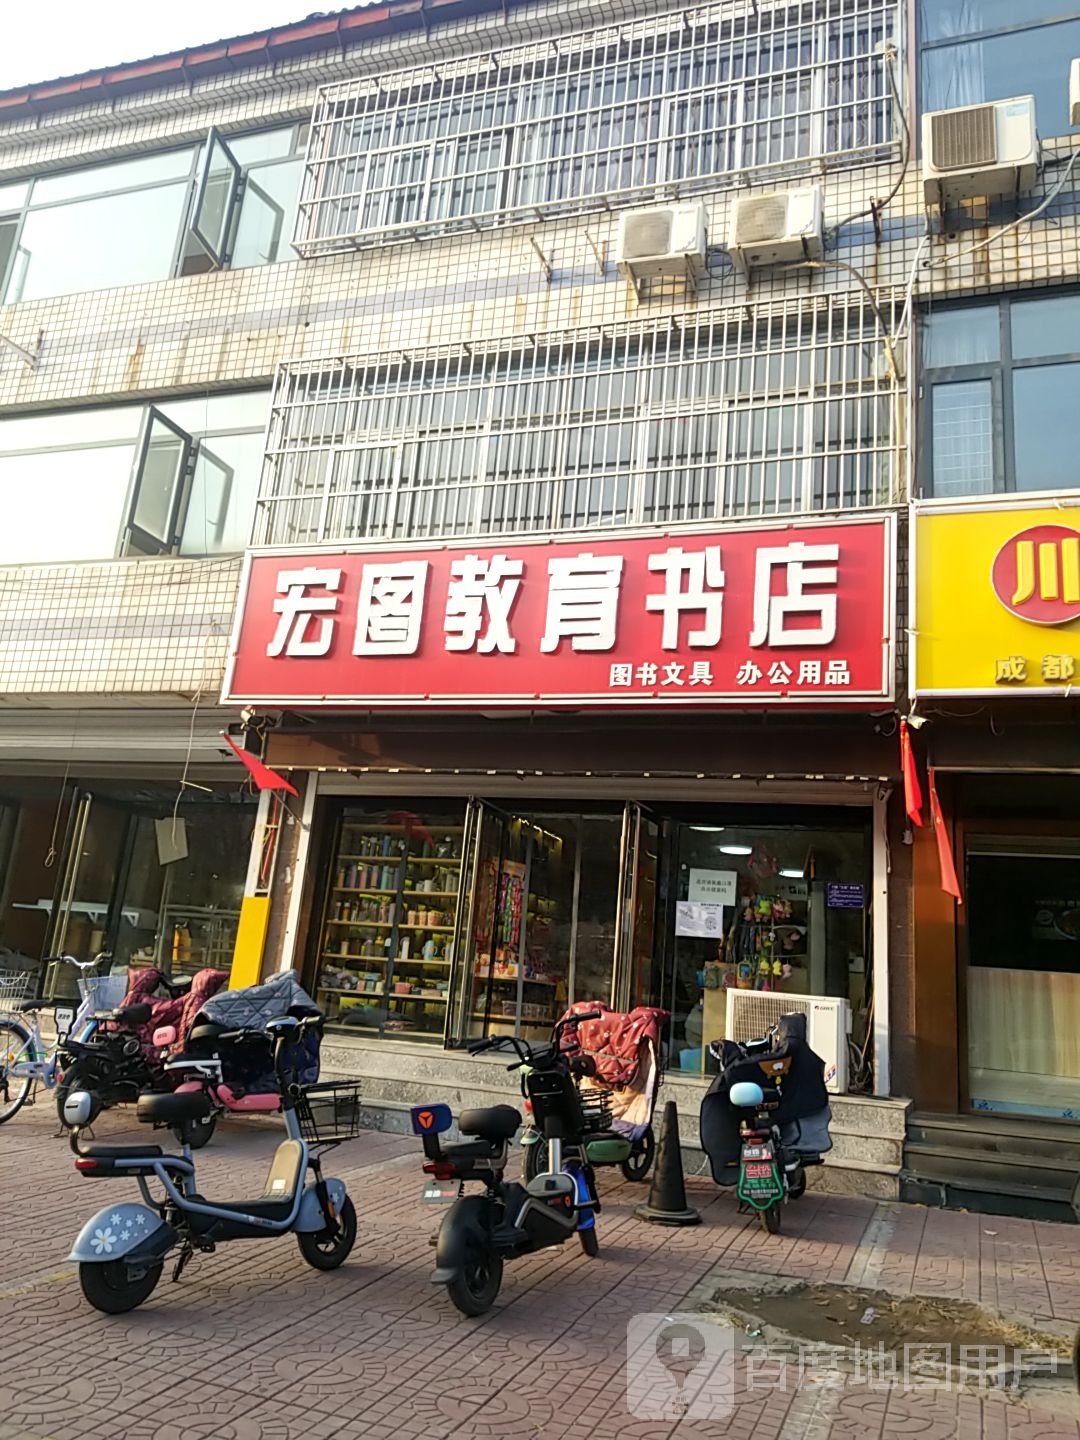 宏图教育书店
图书文具 办公用品
川
成都
百度地图用户